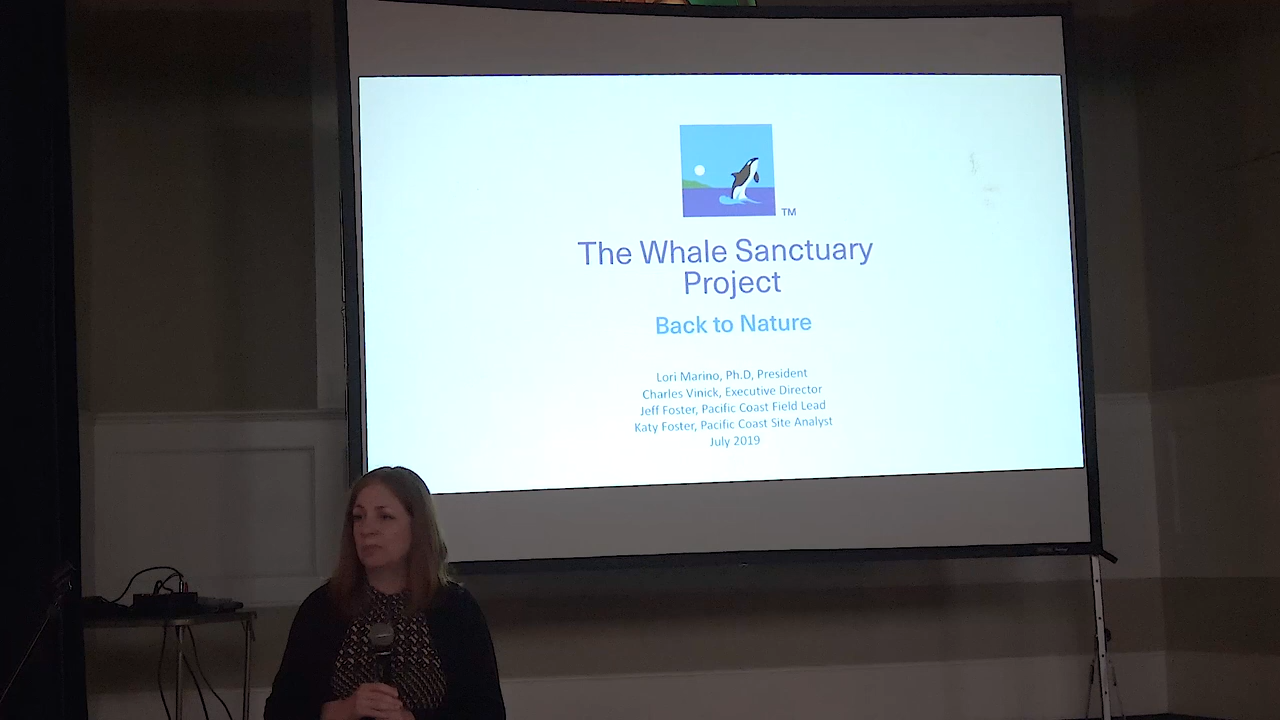 TM
The Whale Sanctuary
Project
Back to Nature
Lori Marino, Ph.D, President
Charles Vinick, Executive Director
Jeff Foster, Pacific Coast Field Lead
Katy Foster, Pacific Coast Site Analyst
July 2019